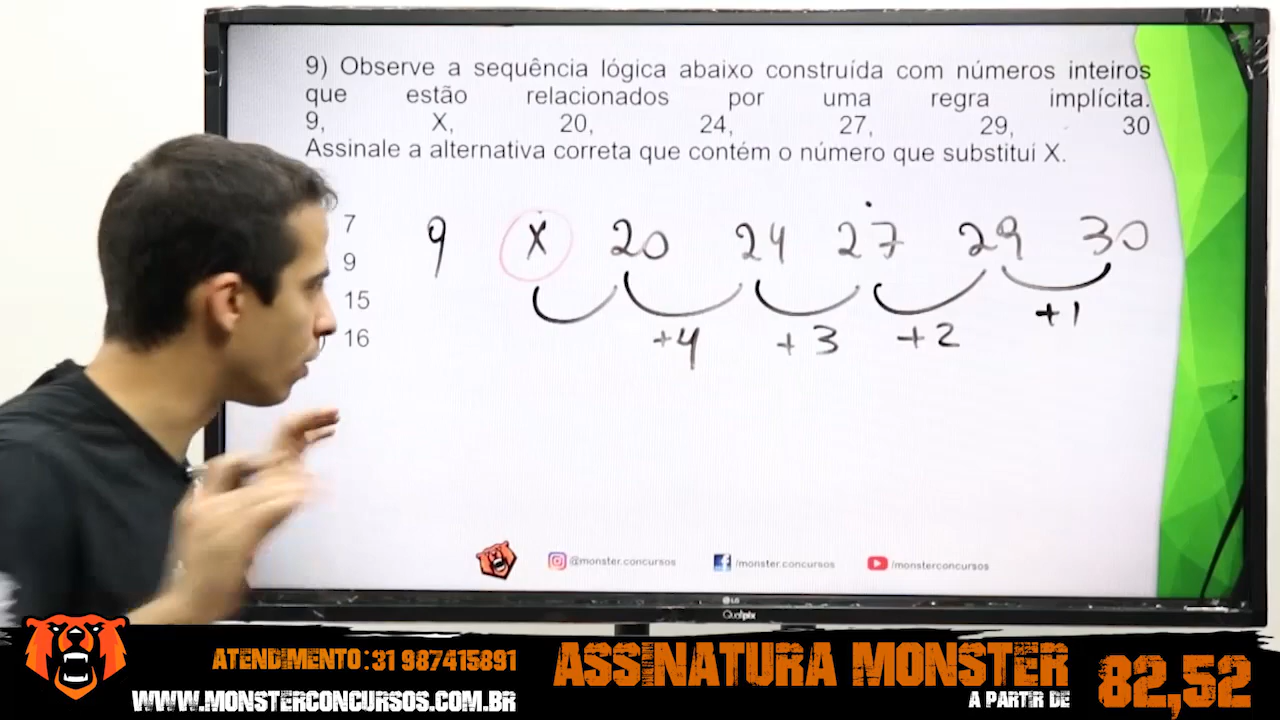 9) Observe a sequência lógica abaixo construída com números inteiros
que estão relacionados por uma regra implícita.
9, X, 20, 24, 27, 29, 30
Assinale a alternativa correta que contém o número que substitui X.
7
9
15
16
9 X 20 24 27 29 30
+4 +3 +2 +1
@monster.concursos /monster.concursos /monsterconcursos
LG
Qualipix
ATENDIMENTO: 31 987415891
WWW.MONSTERCONCURSOS.COM.BR
ASSINATURA MONSTER
A PARTIR DE
82,52